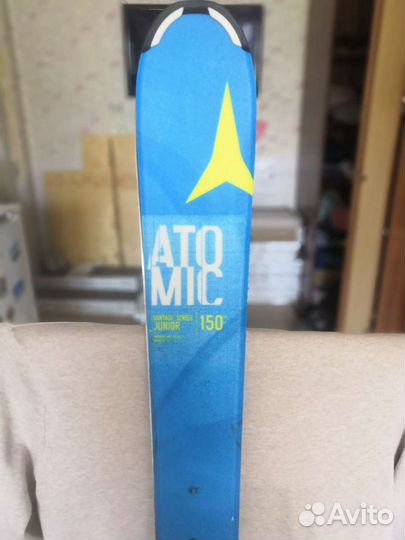 ATO
MIC
VANTAGE SERIES
JUNIOR
150
Avito